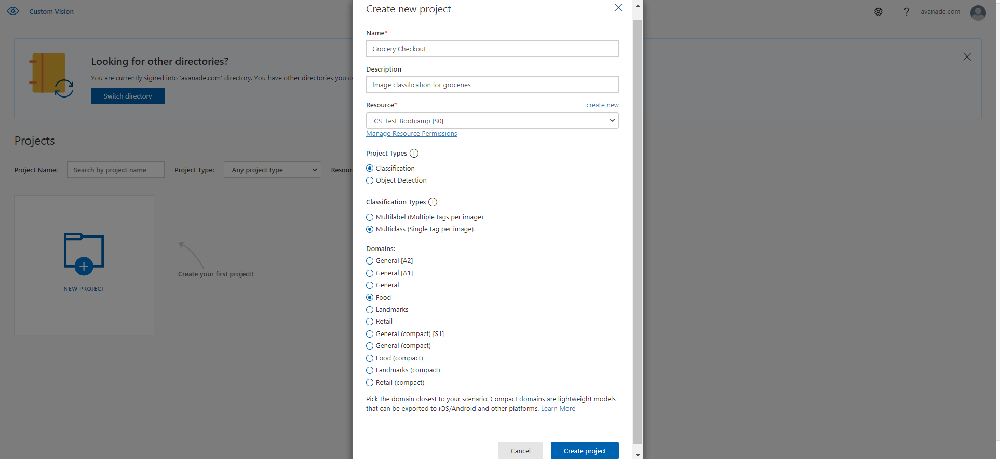 Custom Vision
avanade.com
Looking for other directories?
You are currently signed into 'avanade.com' directory. You have other directories you ca
Switch directory
Projects
Project Name:
Search by project name
Project Type:
Any project type
Resour
NEW PROJECT
Create your first project!
Create new project
Name*
Grocery Checkout
Description
Image classification for groceries
Resource*
create new
CS-Test-Bootcamp [S0]
Manage Resource Permissions
Project Types
Classification
Object Detection
Classification Types
Multilabel (Multiple tags per image)
Multiclass (Single tag per image)
Domains:
General [A2]
General [A1]
General
Food
Landmarks
Retail
General (compact) [S1]
General (compact)
Food (compact)
Landmarks (compact)
Retail (compact)
Pick the domain closest to your scenario. Compact domains are lightweight models
that can be exported to iOS/Android and other platforms. Learn More
Cancel
Create project